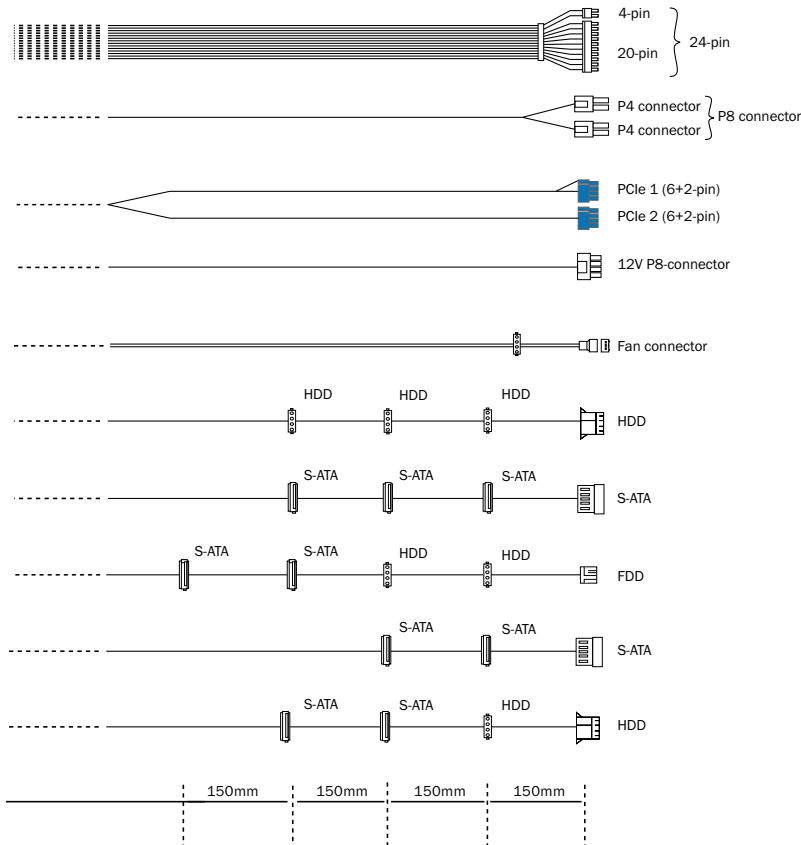 4-pin
20-pin
24-pin
P4 connector
P4 connector
P8 connector
PCIe 1 (6+2-pin)
PCIe 2 (6+2-pin)
12V P8-connector
Fan connector
HDD HDD HDD
HDD
S-ATA S-ATA S-ATA
S-ATA
S-ATA S-ATA HDD HDD
FDD
S-ATA S-ATA
S-ATA
S-ATA S-ATA HDD
HDD
150mm 150mm 150mm 150mm